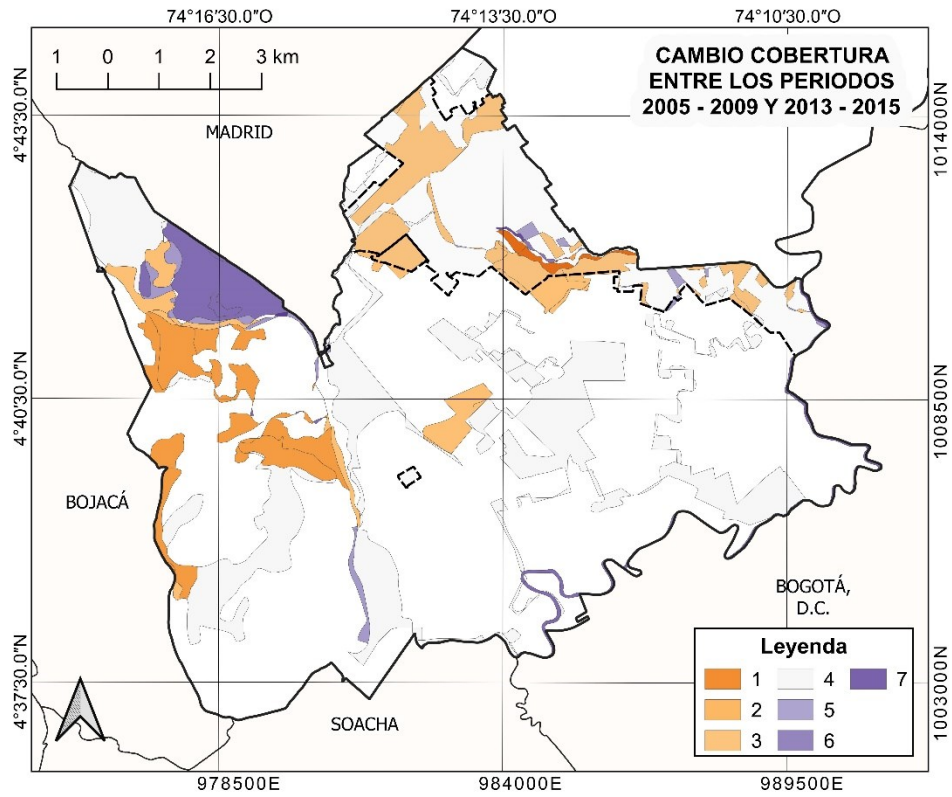 74°16'30.0"O 74°13'30.0"O 74°10'30.0"O
1 0 1 2 3 km
CAMBIO COBERTURA
ENTRE LOS PERIODOS
2005 - 2009 Y 2013 - 2015
4°43'30.0"N
1014000N
MADRID
4°40'30.0"N
1008500N
BOJACÁ
BOGOTÁ,
D.C.
Leyenda
1 4 7
2 5
3 6
4°37'30.0"N
1003000N
SOACHA
978500E 984000E 989500E